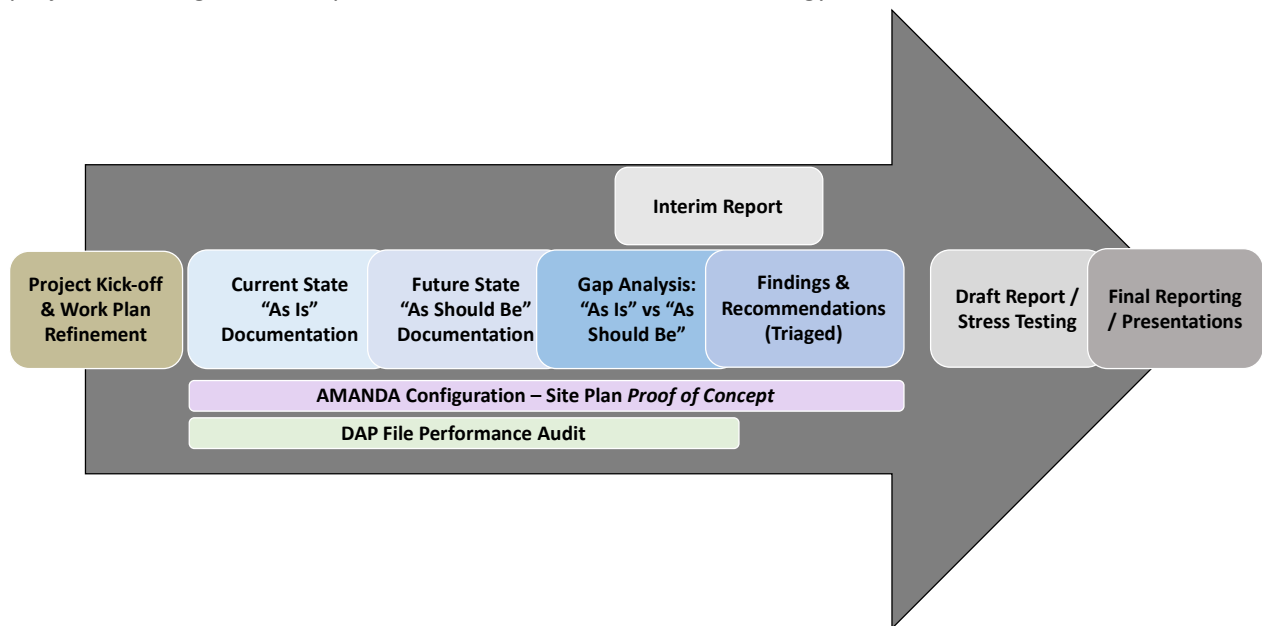 Interim Report
Project Kick-off
& Work Plan
Refinement
Current State
“As Is”
Documentation
Future State
“As Should Be”
Documentation
Gap Analysis:
“As Is” vs “As
Should Be”
Findings &
Recommendations
(Triaged)
Draft Report /
Stress Testing
Final Reporting
/ Presentations
AMANDA Configuration – Site Plan Proof of Concept
DAP File Performance Audit